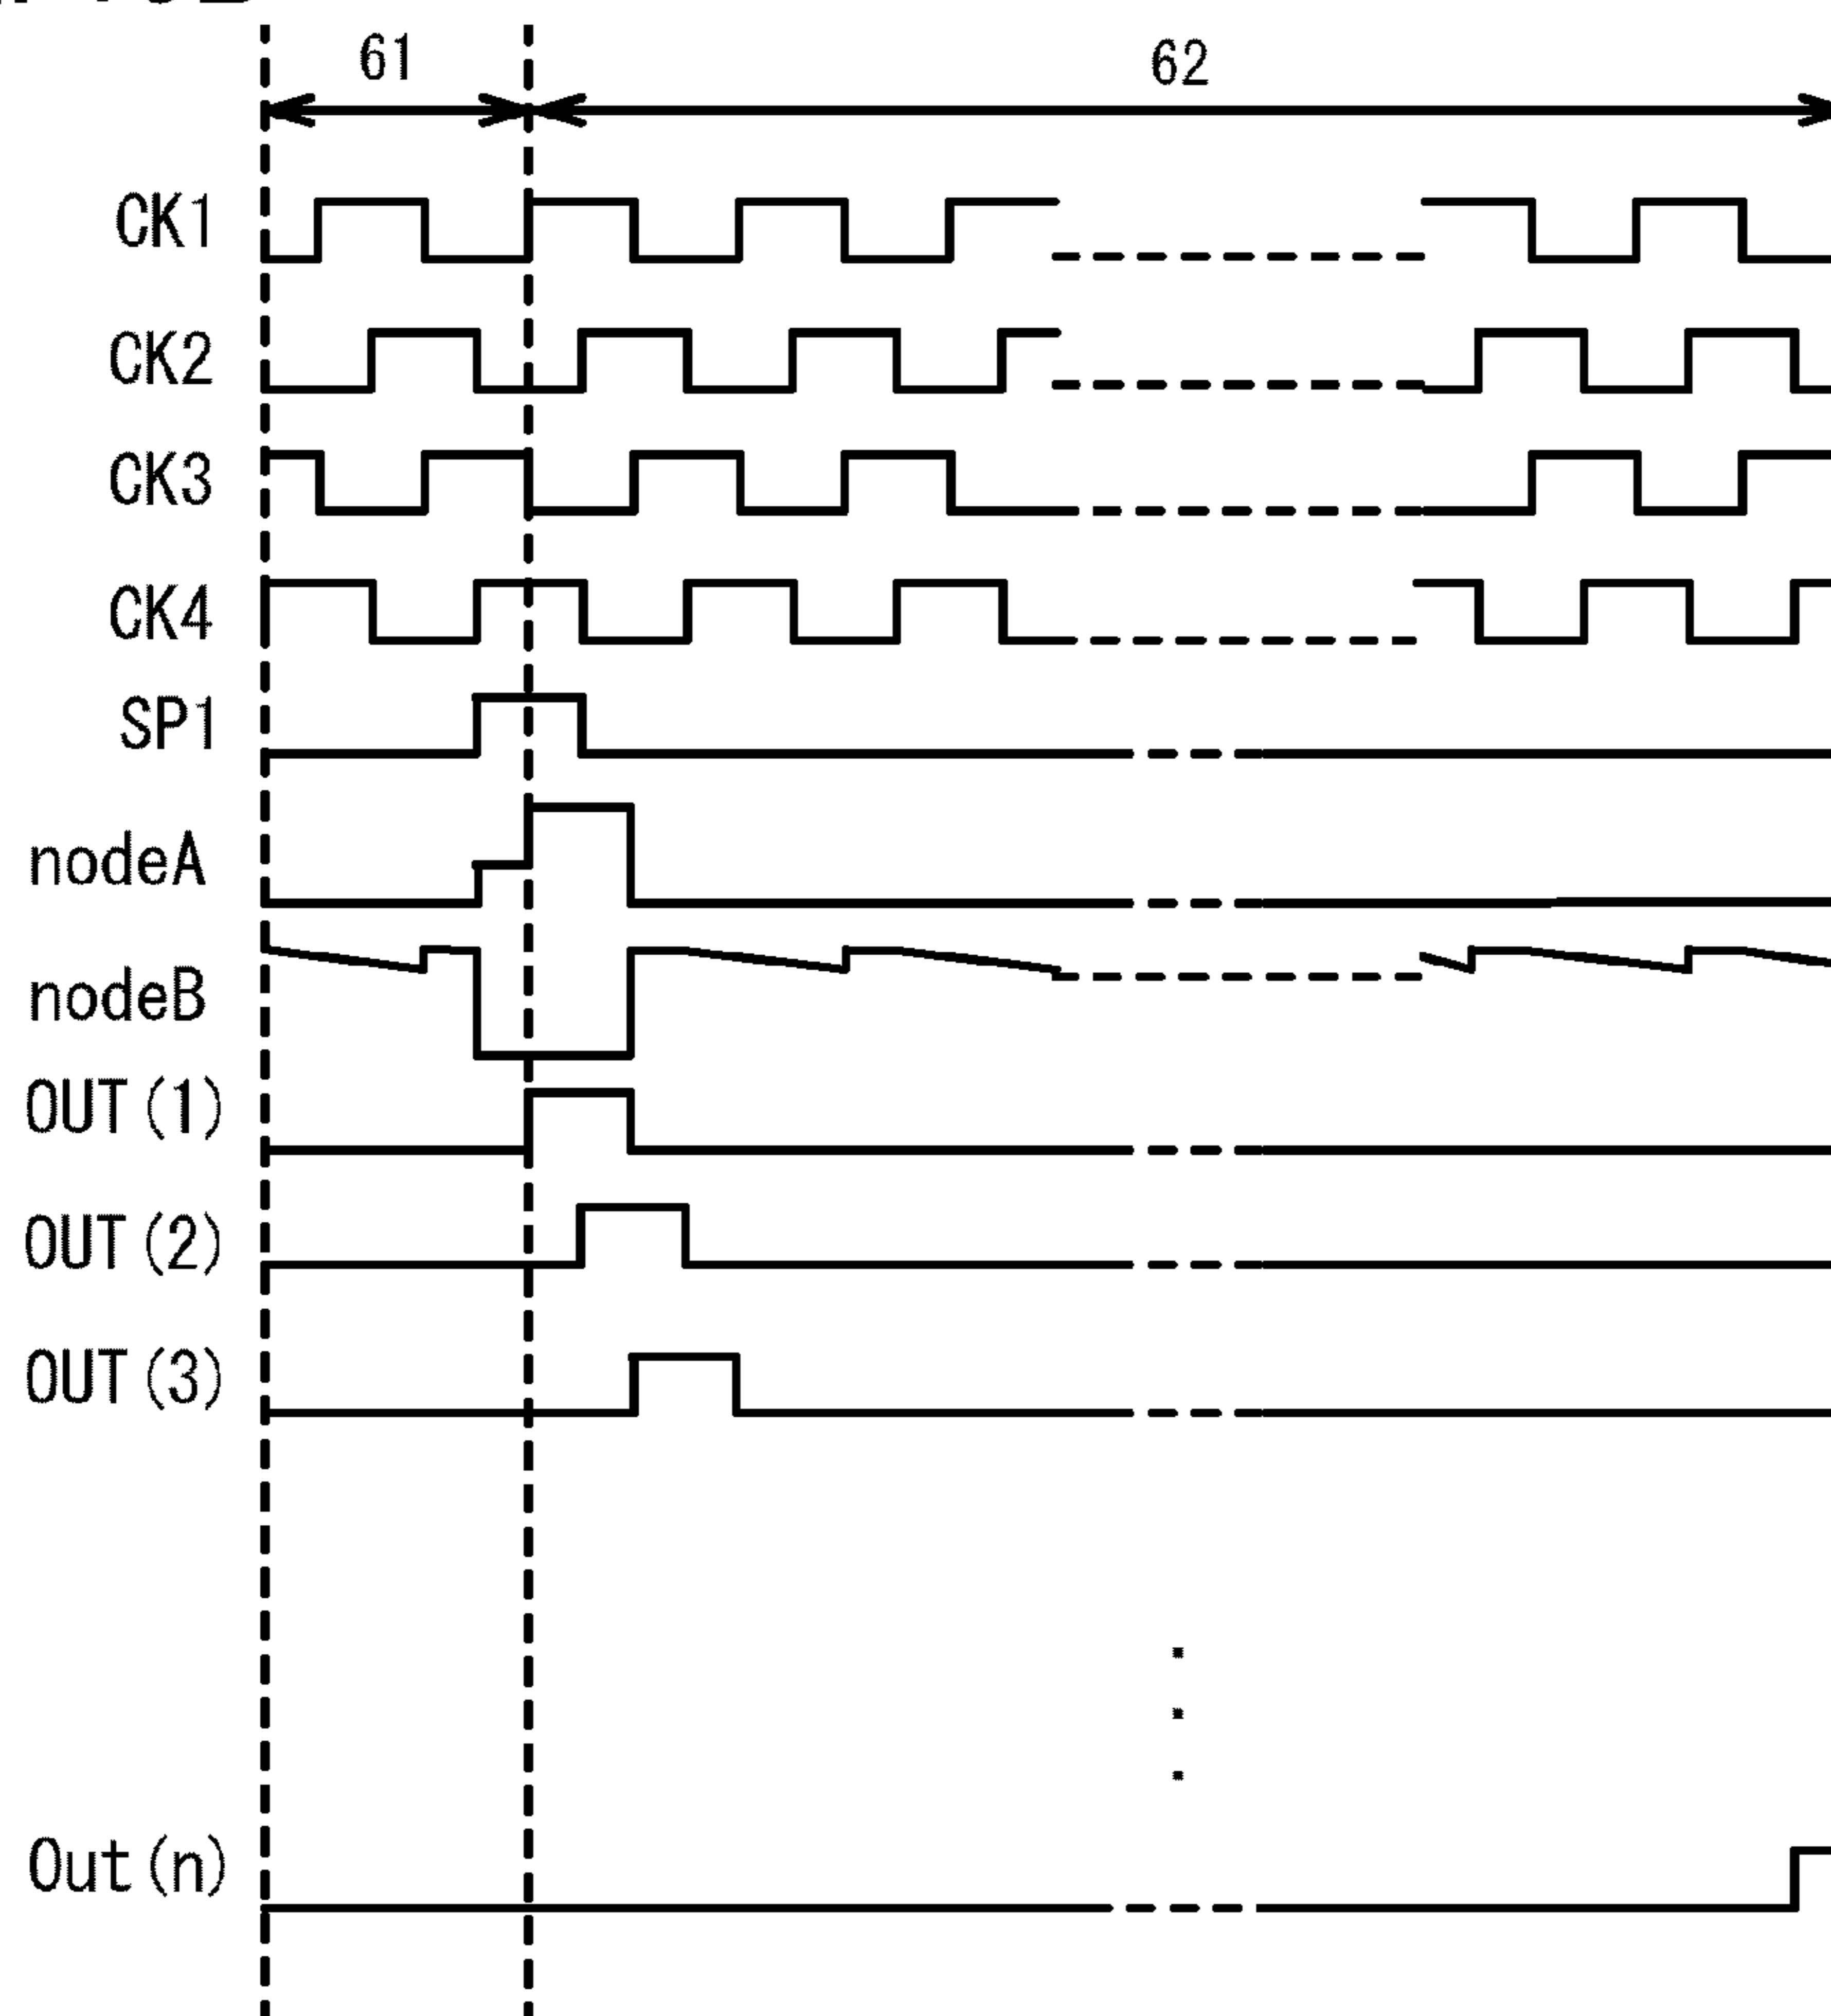 61
62
CK1
CK2
CK3
CK4
SP1
nodeA
nodeB
OUT(1)
OUT(2)
OUT(3)
Out(n)